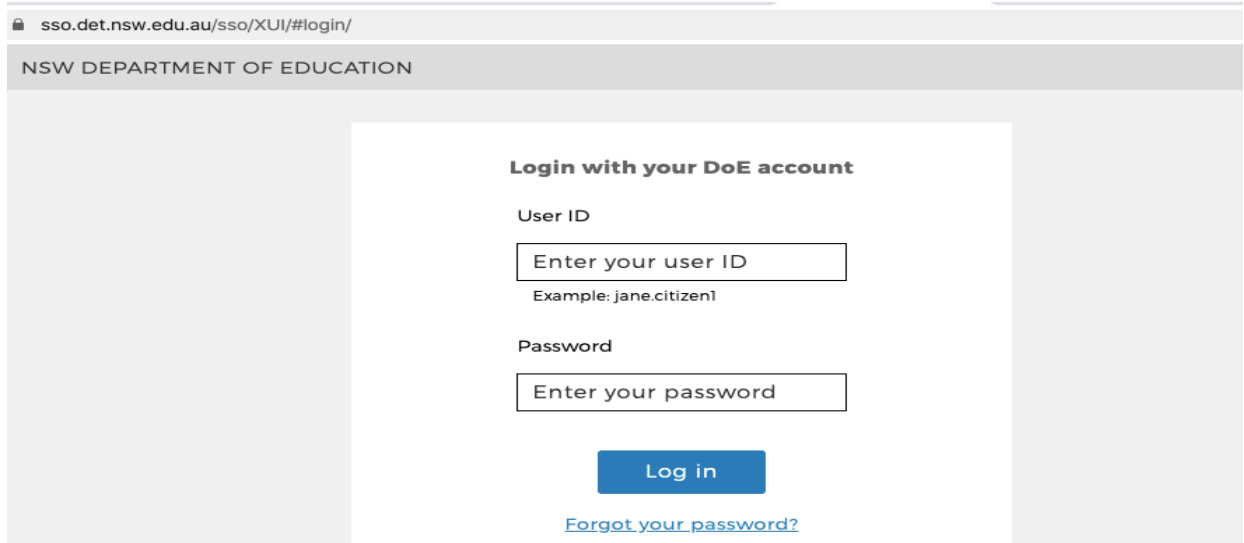 sso.det.nsw.edu.au/sso/XUI/#login/
NSW DEPARTMENT OF EDUCATION
Login with your DoE account
User ID
Enter your user ID
Example: jane.citizen1
Password
Enter your password
Log in
Forgot your password?